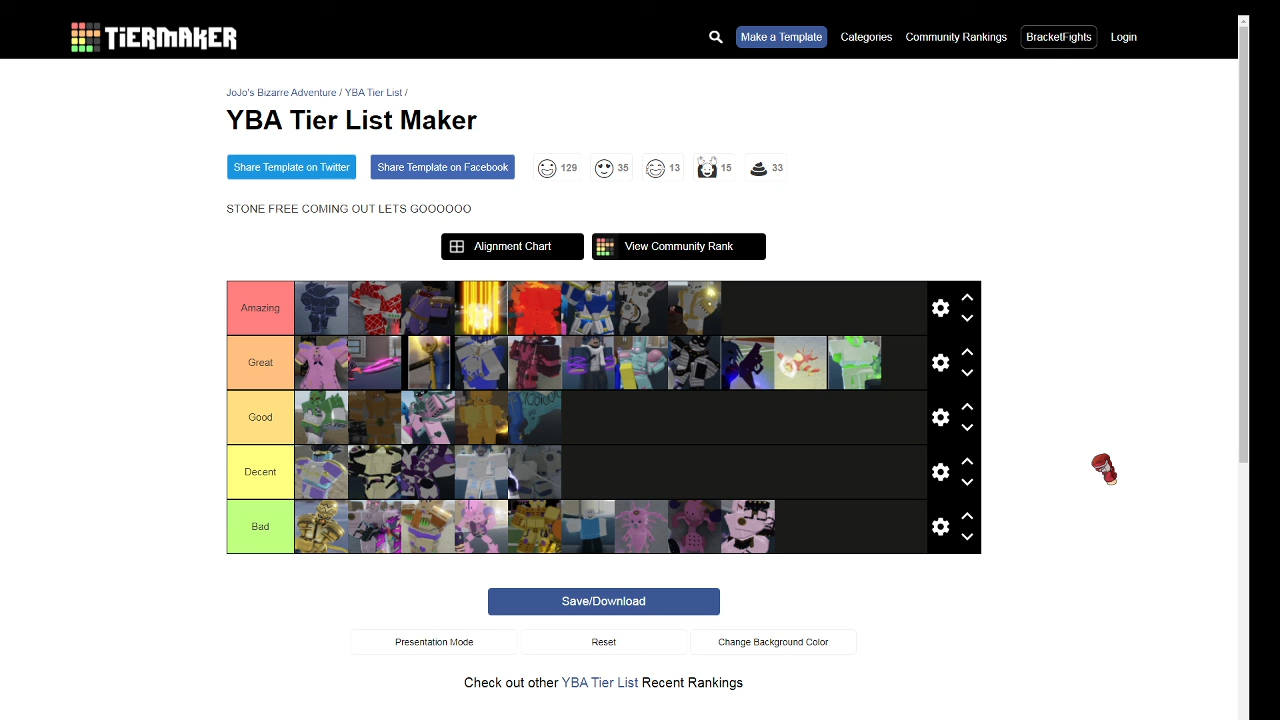 TIERMAKER
Make a Template
Categories
Community Rankings
BracketFights
Login
JoJo's Bizarre Adventure / YBA Tier List /
YBA Tier List Maker
Share Template on Twitter
Share Template on Facebook
129
35
13
15
33
STONE FREE COMING OUT LETS GOOOOOO
Alignment Chart
View Community Rank
Amazing
Great
Good
Decent
Bad
Save/Download
Presentation Mode
Reset
Change Background Color
Check out other YBA Tier List Recent Rankings